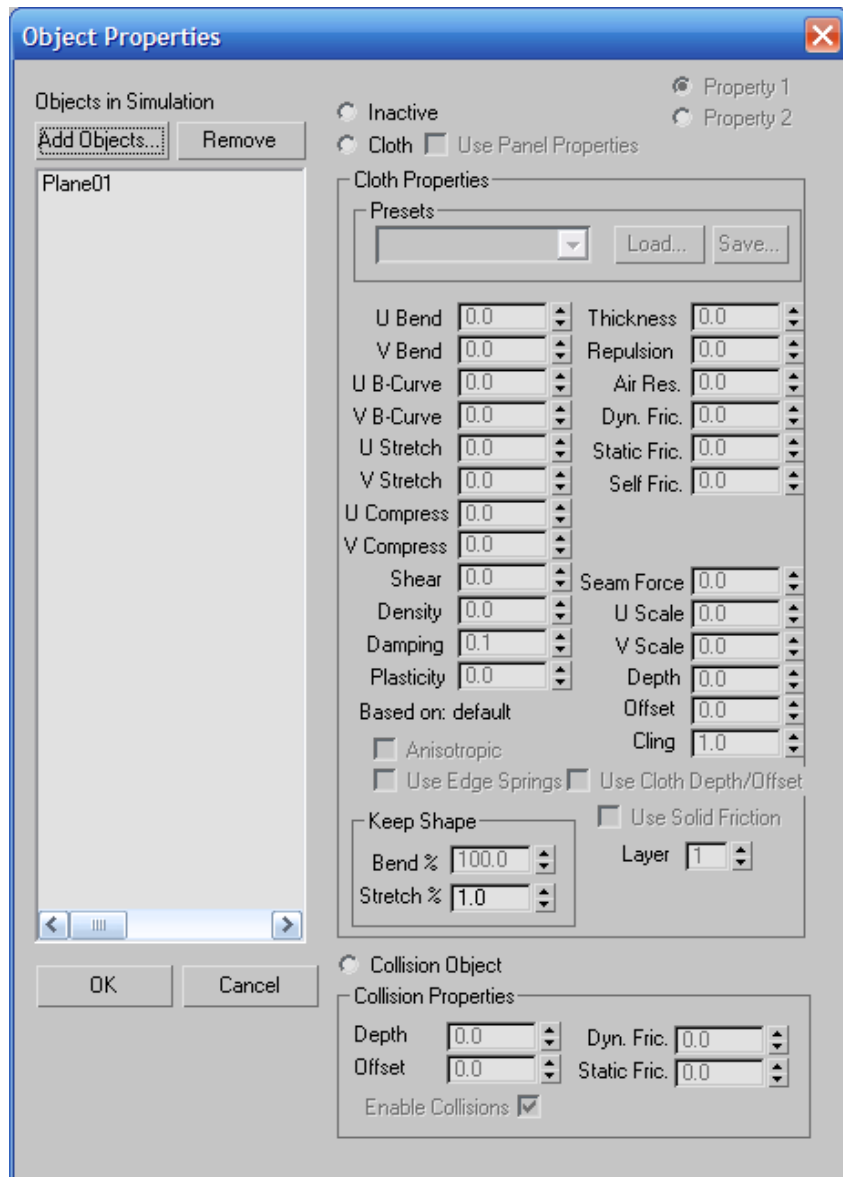 Object Properties
Objects in Simulation
Add Objects...
Remove
Plane01
OK
Cancel
Inactive
Property 1
Property 2
Cloth
Use Panel Properties
Cloth Properties
Presets
Load...
Save...
U Bend 0.0
V Bend 0.0
U B-Curve 0.0
V B-Curve 0.0
U Stretch 0.0
V Stretch 0.0
U Compress 0.0
V Compress 0.0
Shear 0.0
Density 0.0
Damping 0.1
Plasticity 0.0
Based on: default
Anisotropic
Use Edge Springs
Thickness 0.0
Repulsion 0.0
Air Res. 0.0
Dyn. Fric. 0.0
Static Fric. 0.0
Self Fric. 0.0
Seam Force 0.0
U Scale 0.0
V Scale 0.0
Depth 0.0
Offset 0.0
Cling 1.0
Use Cloth Depth/Offset
Use Solid Friction
Layer 1
Keep Shape
Bend % 100.0
Stretch % 1.0
Collision Object
Collision Properties
Depth 0.0
Offset 0.0
Dyn. Fric. 0.0
Static Fric. 0.0
Enable Collisions